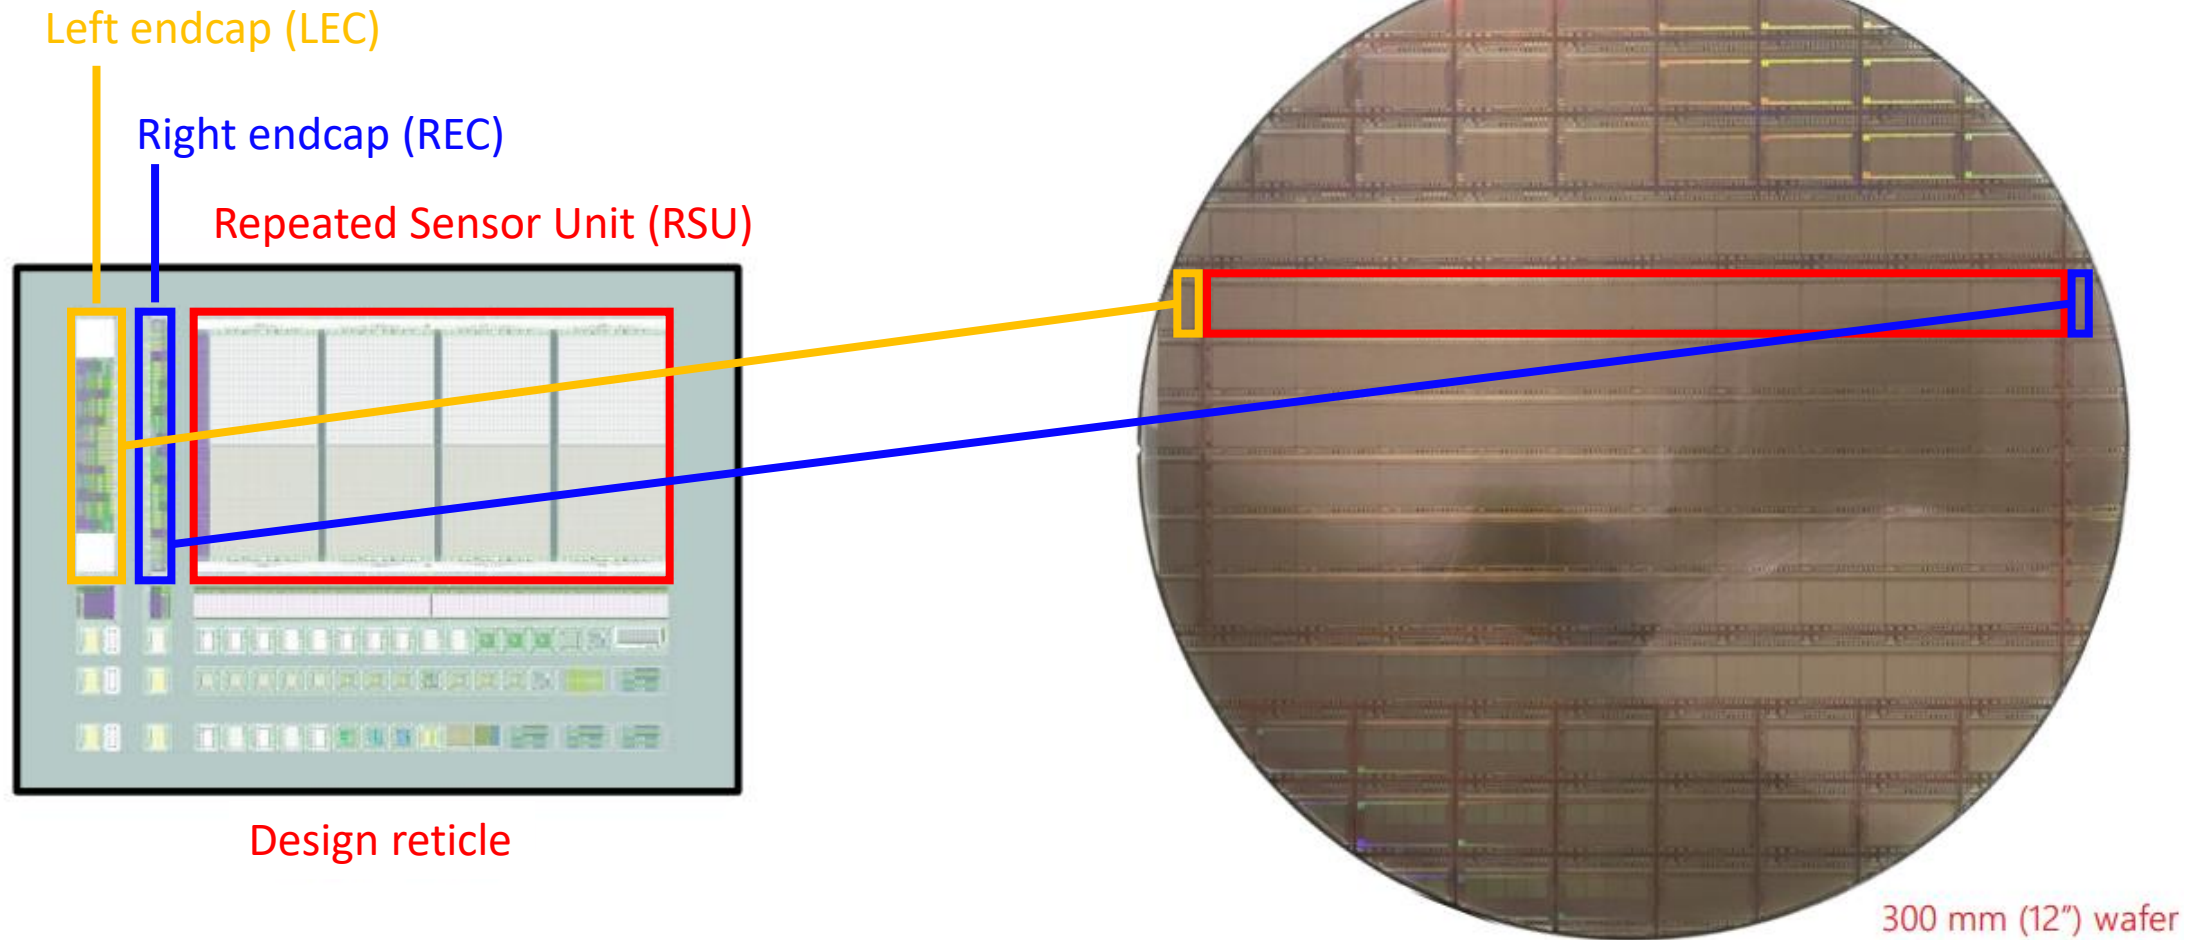 Left endcap (LEC)
Right endcap (REC)
Repeated Sensor Unit (RSU)
Design reticle
300 mm (12”) wafer